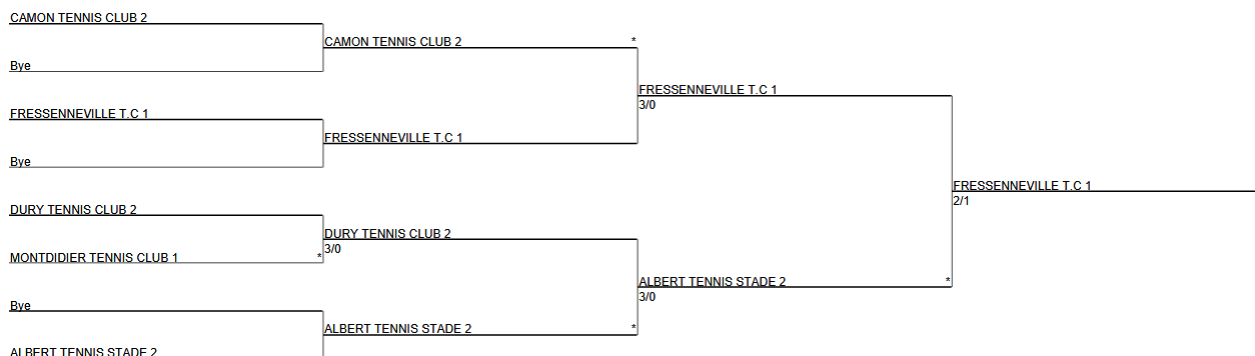 CAMON TENNIS CLUB 2
CAMON TENNIS CLUB 2 *
Bye
FRESSENNEVILLE T.C 1
3/0
FRESSENNEVILLE T.C 1
FRESSENNEVILLE T.C 1
Bye
FRESSENNEVILLE T.C 1
2/1
DURY TENNIS CLUB 2
DURY TENNIS CLUB 2
3/0
MONTDIDIER TENNIS CLUB 1 *
ALBERT TENNIS STADE 2 *
3/0
Bye
ALBERT TENNIS STADE 2 *
ALBERT TENNIS STADE 2